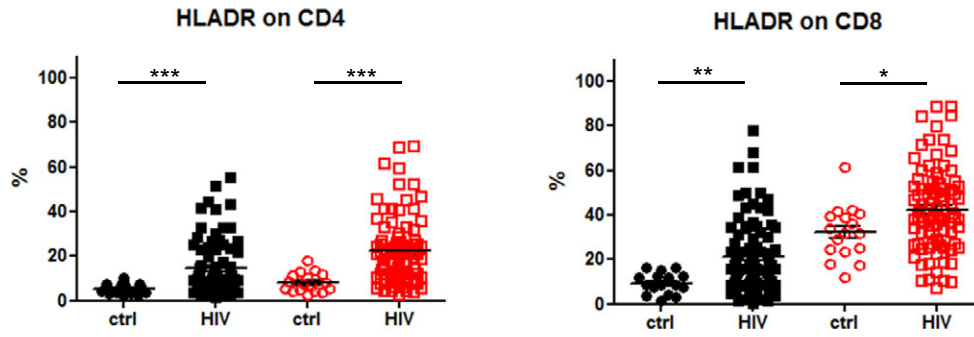 HLADR on CD4
***
***
100
80
60
40
20
0
%
ctrl
HIV
ctrl
HIV
HLADR on CD8
**
*
100
80
60
40
20
0
%
ctrl
HIV
ctrl
HIV